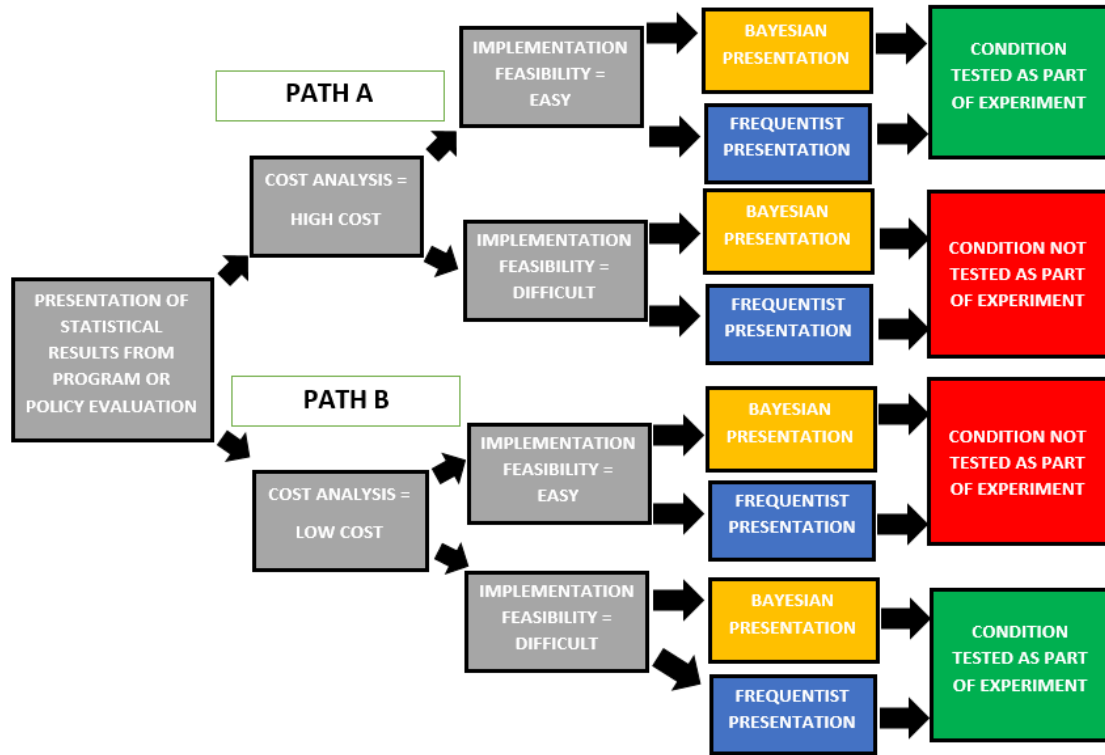 PRESENTATION OF
STATISTICAL
RESULTS FROM
PROGRAM OR
POLICY EVALUATION
PATH A
COST ANALYSIS =
HIGH COST
IMPLEMENTATION
FEASIBILITY =
EASY
BAYESIAN
PRESENTATION
FREQUENTIST
PRESENTATION
CONDITION
TESTED AS PART
OF EXPERIMENT
IMPLEMENTATION
FEASIBILITY =
DIFFICULT
BAYESIAN
PRESENTATION
FREQUENTIST
PRESENTATION
CONDITION NOT
TESTED AS PART
OF EXPERIMENT
PATH B
COST ANALYSIS =
LOW COST
IMPLEMENTATION
FEASIBILITY =
EASY
BAYESIAN
PRESENTATION
FREQUENTIST
PRESENTATION
CONDITION NOT
TESTED AS PART
OF EXPERIMENT
IMPLEMENTATION
FEASIBILITY =
DIFFICULT
BAYESIAN
PRESENTATION
FREQUENTIST
PRESENTATION
CONDITION
TESTED AS PART
OF EXPERIMENT